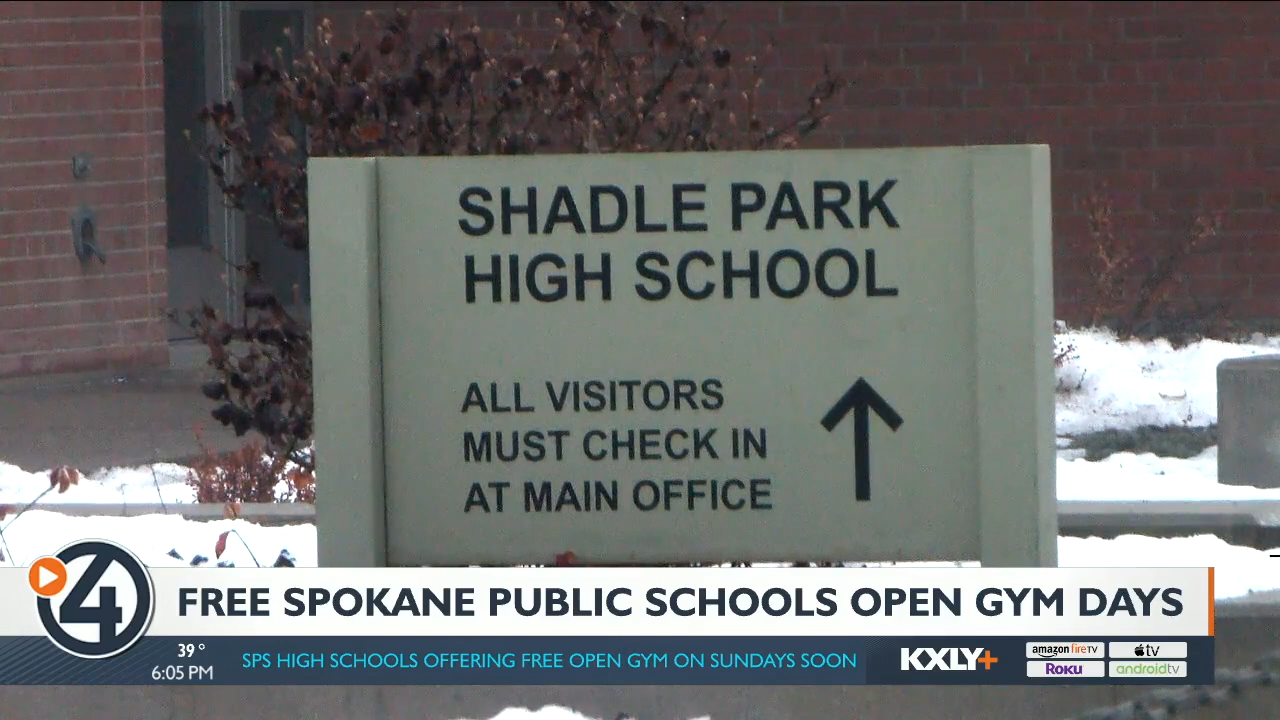 SHADLE PARK
HIGH SCHOOL
ALL VISITORS
MUST CHECK IN
AT MAIN OFFICE
4
FREE SPOKANE PUBLIC SCHOOLS OPEN GYM DAYS
39°
6:05 PM
SPS HIGH SCHOOLS OFFERING FREE OPEN GYM ON SUNDAYS SOON
KXLY+
amazon fireTV
tv
ROKU
androidtv